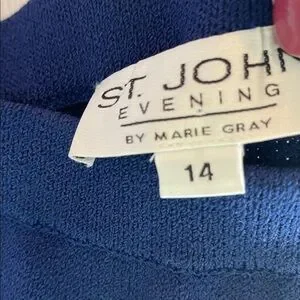 ST. JOHN
EVENING
BY MARIE GRAY
14